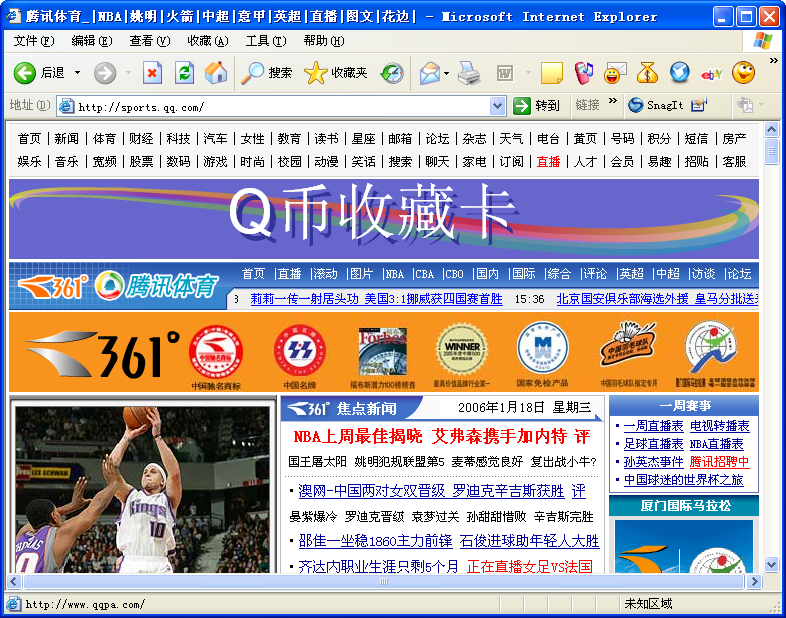 腾讯体育_|NBA|姚明|火箭|中超|意甲|英超|直播|图文|花边| - Microsoft Internet Explorer
文件(F) 编辑(E) 查看(V) 收藏(A) 工具(T) 帮助(H)
后退 搜索 收藏夹
地址(D) http://sports.qq.com/ 转到 链接 » SnagIt
首页 | 新闻 | 体育 | 财经 | 科技 | 汽车 | 女性 | 教育 | 读书 | 星座 | 邮箱 | 论坛 | 杂志 | 天气 | 电台 | 黄页 | 号码 | 积分 | 短信 | 房产
娱乐 | 音乐 | 宽频 | 股票 | 数码 | 游戏 | 时尚 | 校园 | 动漫 | 笑话 | 搜索 | 聊天 | 家电 | 订阅 | 直播 | 人才 | 会员 | 易趣 | 招贴 | 客服
Q币收藏卡
361° 腾讯体育
首页 |直播 |滚动 |图片 |NBA |CBA |CBO |国内 |国际 |综合 |评论 |英超 |中超 |访谈 |论坛
莉莉一传一射居头功 美国3:1挪威获四国赛首胜 15:36 北京国安俱乐部海选外援 皇马分批送
361°
Forbes
WINNER
中国驰名商标 中国名牌 福布斯潜力100榜榜首 最具价值品牌行业第一 国家免检产品 中国羽毛球队指定专用
361° 焦点新闻 2006年1月18日 星期三
NBA上周最佳揭晓 艾弗森携手加内特 评
国王屠太阳 姚明犯规联盟第5 麦蒂感觉良好 复出战小牛?
澳网-中国两对女双晋级 罗迪克辛吉斯获胜 评
晏紫爆冷 罗迪克晋级 袁梦过关 孙甜甜惜败 辛吉斯完胜
邵佳一坐稳1860主力前锋 石俊进球助年轻人大胜
齐达内职业生涯只剩5个月 正在直播女足VS法国
一周赛事
一周直播表 电视转播表
足球直播表 NBA直播表
孙英杰事件 腾讯招聘中
中国球迷的世界杯之旅
厦门国际马拉松
LES SCHWAB
Kings
10
http://www.qqpa.com/ 未知区域